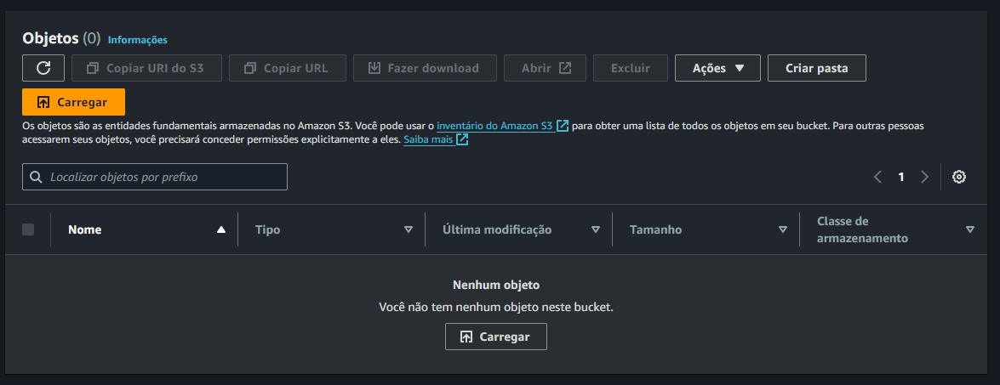 Objetos (0) Informações
Copiar URI do S3 Copiar URL Fazer download Abrir Excluir Ações Criar pasta
Carregar
Os objetos são as entidades fundamentais armazenadas no Amazon S3. Você pode usar o inventário do Amazon S3 para obter uma lista de todos os objetos em seu bucket. Para outras pessoas
acessarem seus objetos, você precisará conceder permissões explicitamente a eles. Saiba mais
Localizar objetos por prefixo 1
Nome Tipo Última modificação Tamanho Classe de
armazenamento
Nenhum objeto
Você não tem nenhum objeto neste bucket.
Carregar